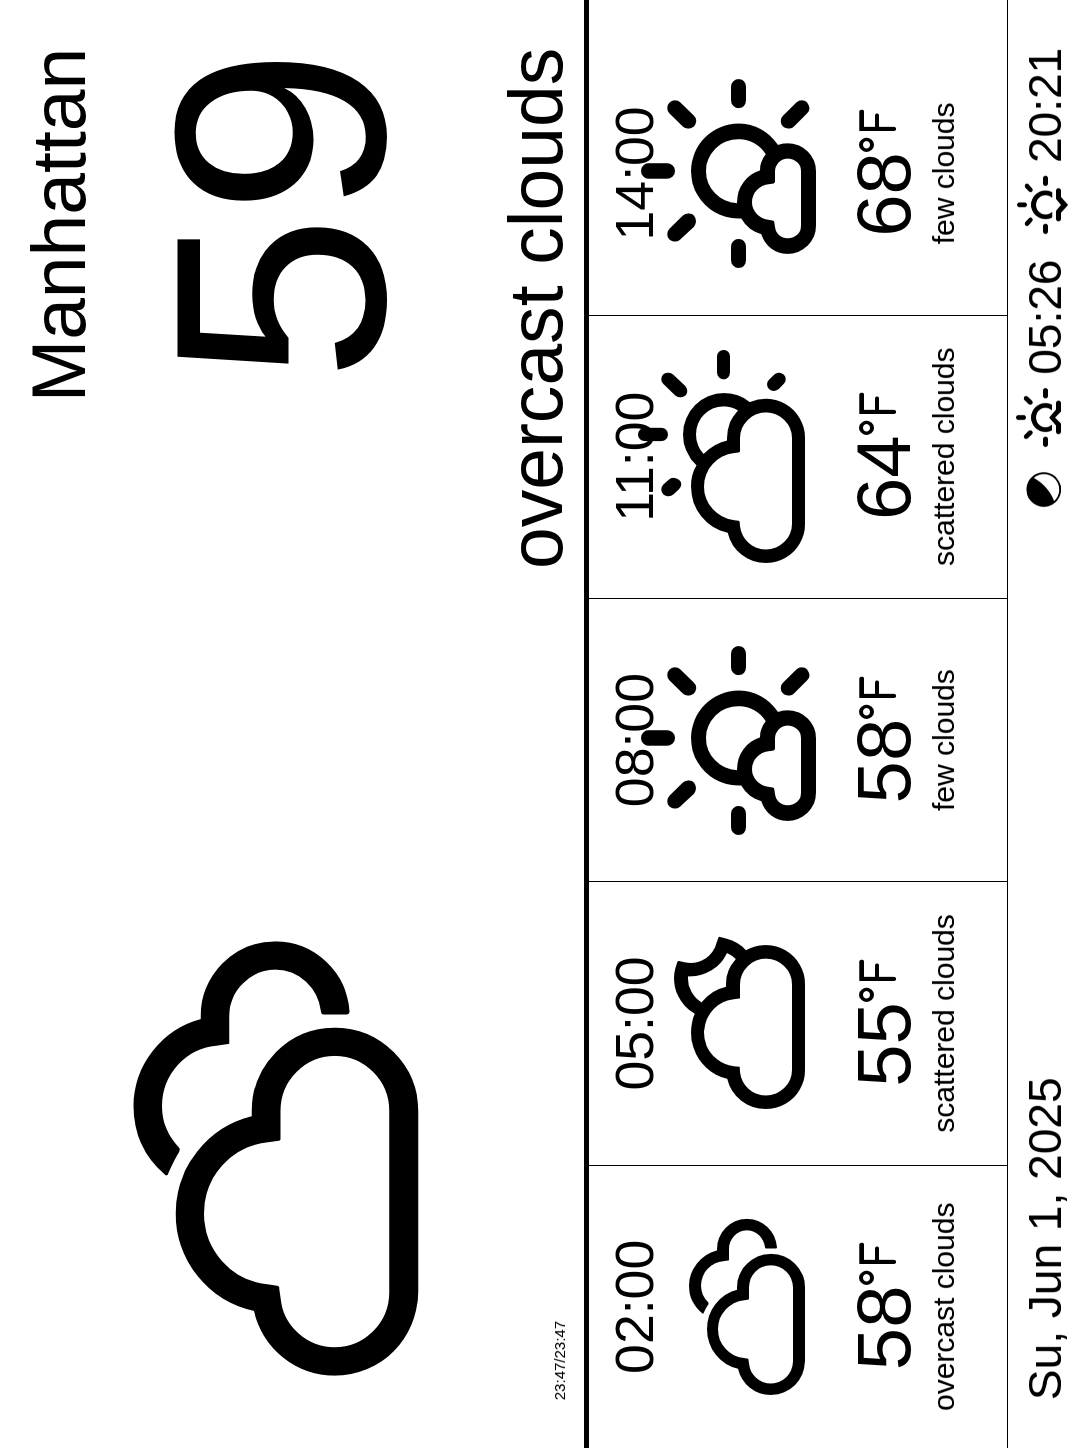 Manhattan
59
overcast clouds
23:47/23:47
02:00
58°F
overcast clouds
05:00
55°F
scattered clouds
08:00
58°F
few clouds
11:00
64°F
scattered clouds
14:00
68°F
few clouds
Su, Jun 1, 2025
05:26 20:21